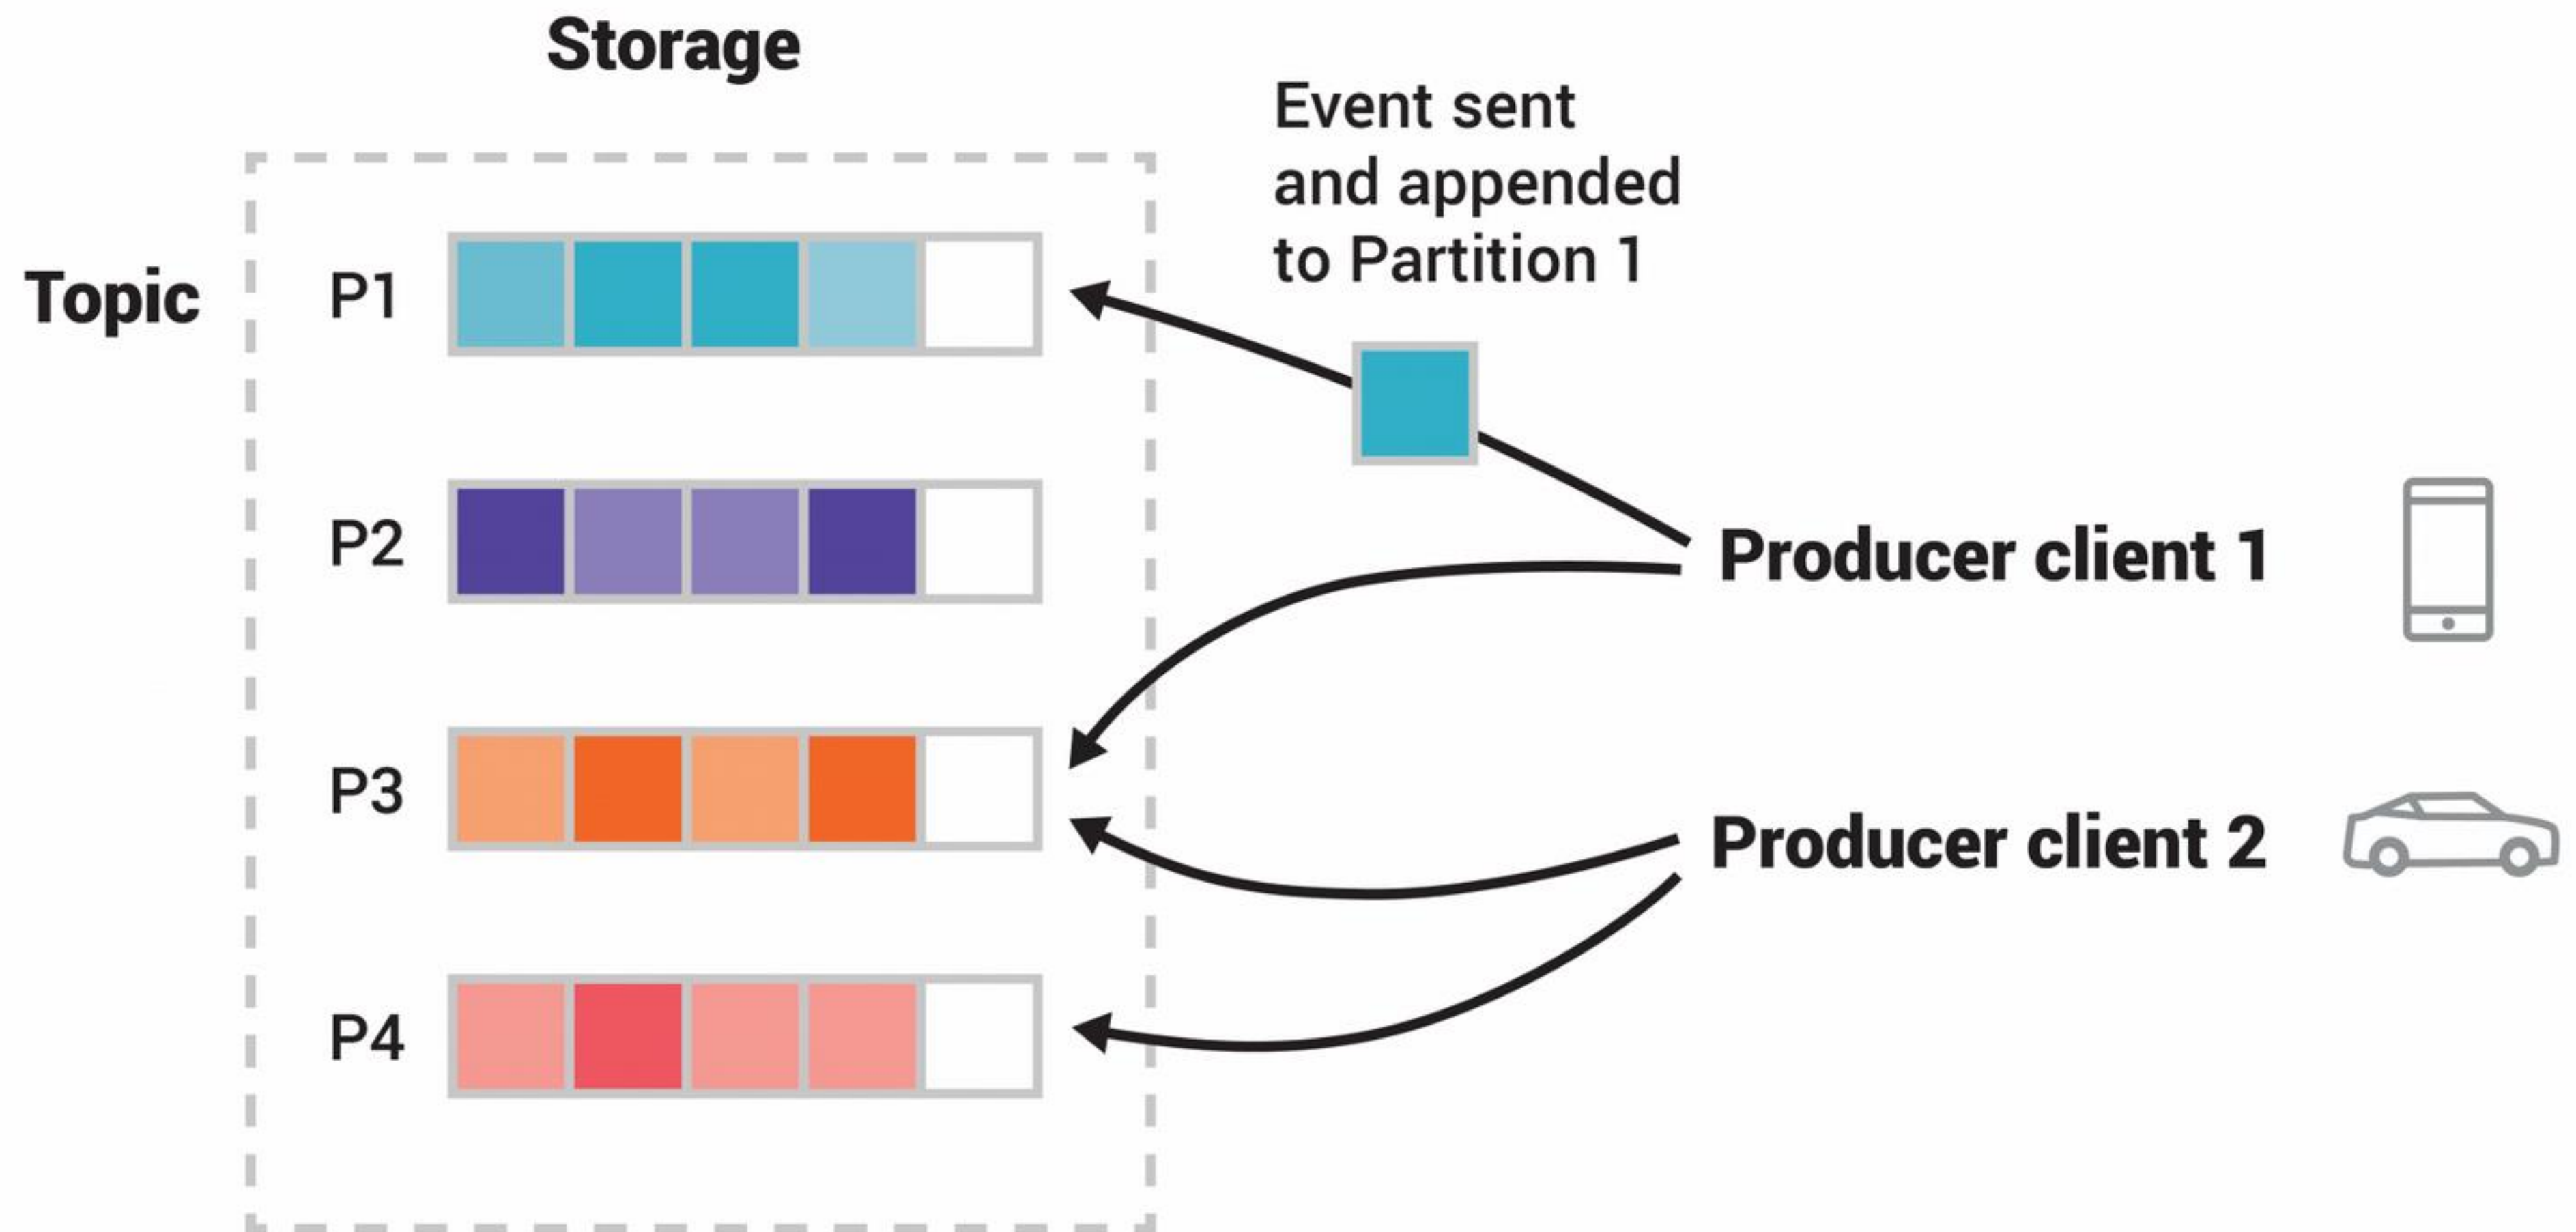 Storage
Event sent
and appended
to Partition 1
Topic
P1
P2
Producer client 1
P3
Producer client 2
P4